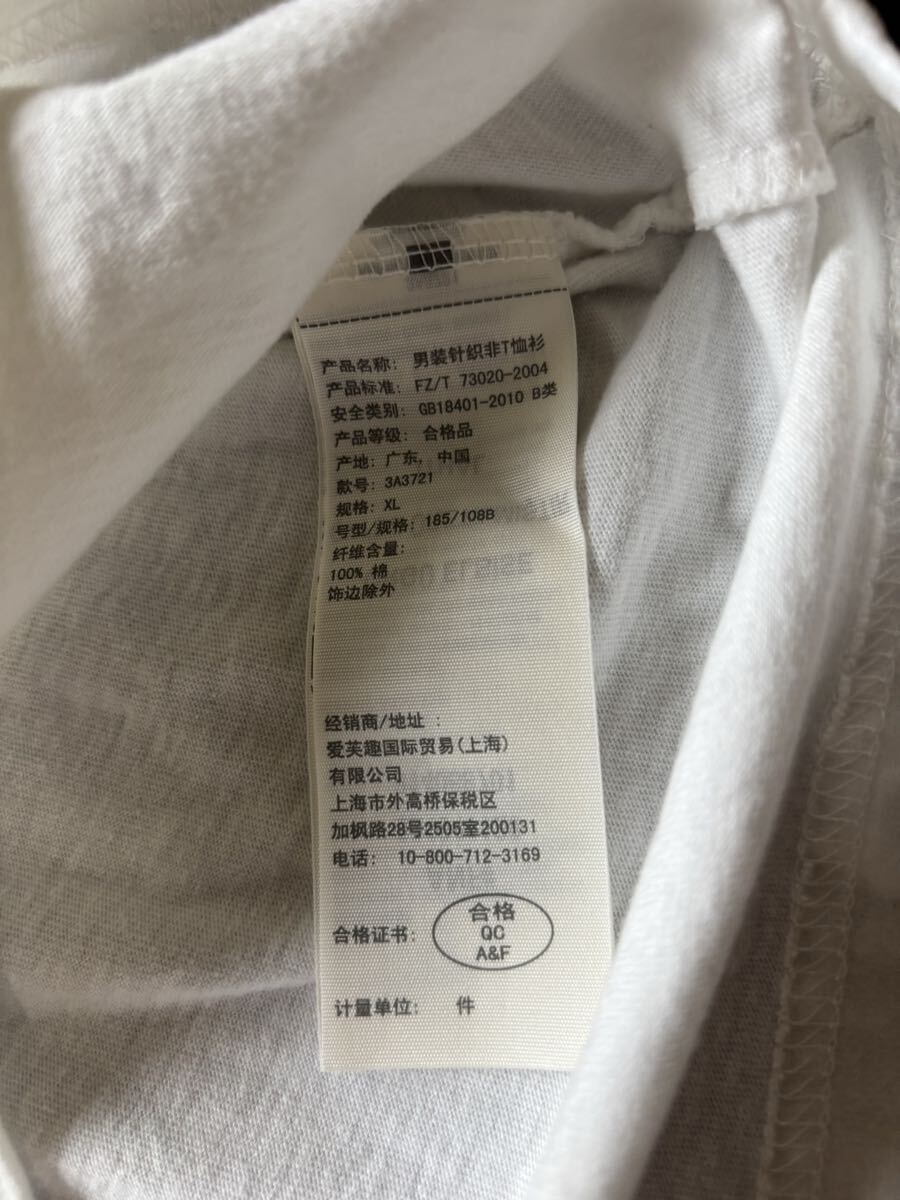 产品名称: 男装针织非T恤衫
产品标准: FZ/T 73020-2004
安全类别: GB18401-2010 B类
产品等级: 合格品
产地: 广东, 中国
款号: 3A3721
规格: XL
号型/规格: 185/108B
纤维含量:
100% 棉
饰边除外
经销商/地址 :
爱芙趣国际贸易(上海)
有限公司
上海市外高桥保税区
加枫路28号2505室200131
电话: 10-800-712-3169
合格证书: 合格
QC
A&F
计量单位: 件